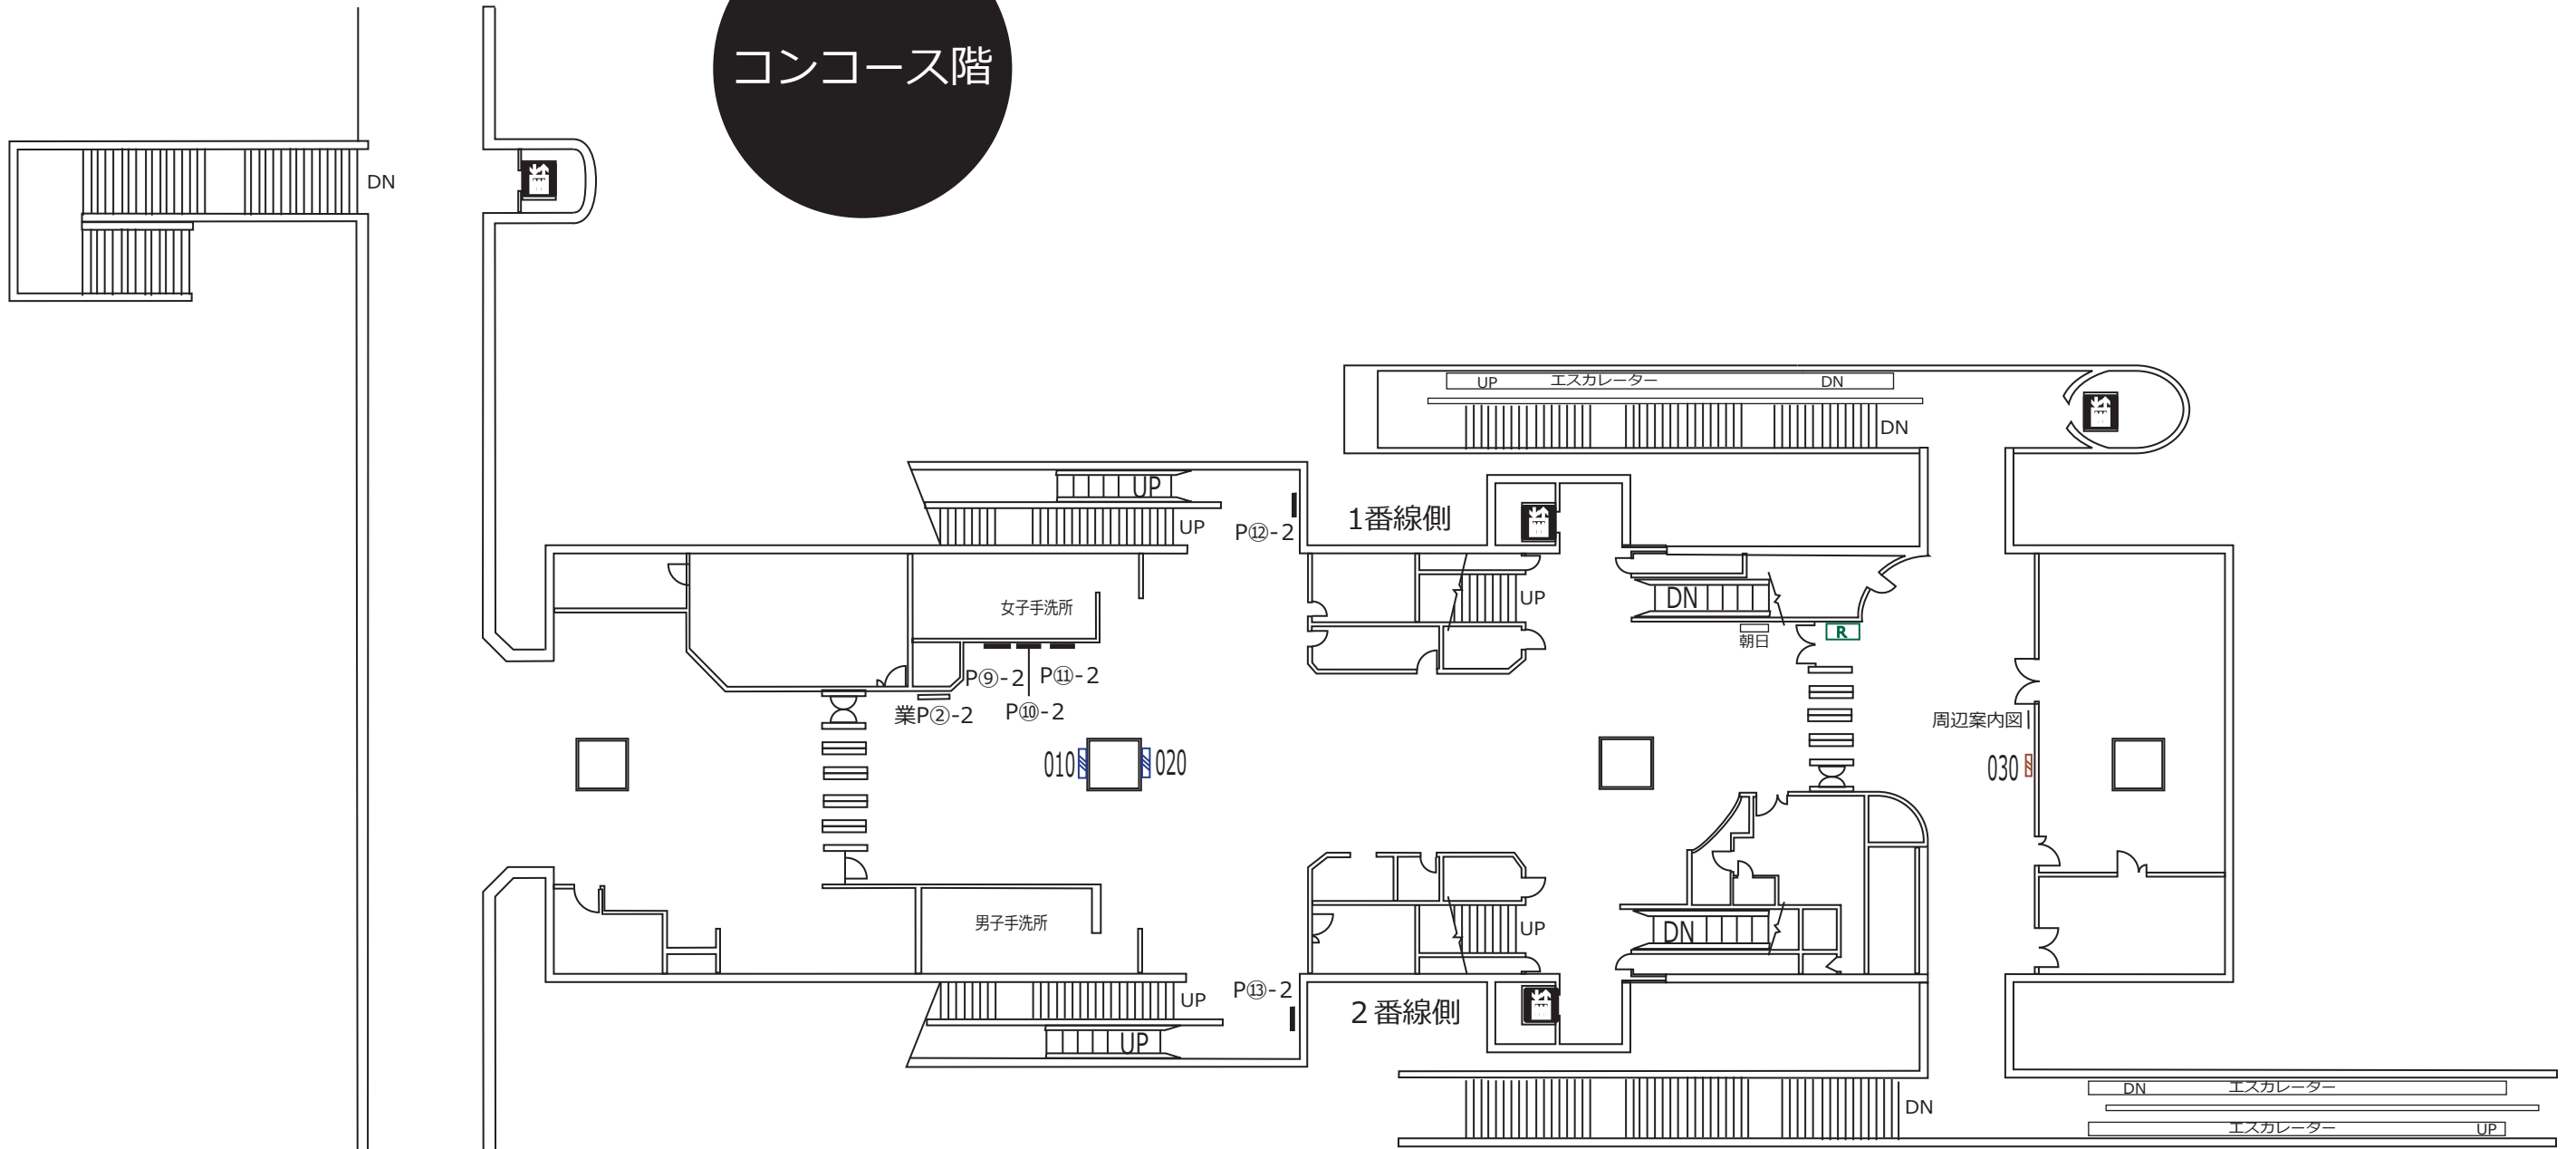 コンコース階
DN
UP エスカレーター DN
DN
UP
UP
P⑫-2
1番線側
女子手洗所
UP
DN
朝日
R
P⑨-2
P⑪-2
業P②-2
P⑩-2
周辺案内図
010
020
030
男子手洗所
UP
DN
UP
P⑬-2
2番線側
UP
DN エスカレーター
DN
エスカレーター UP